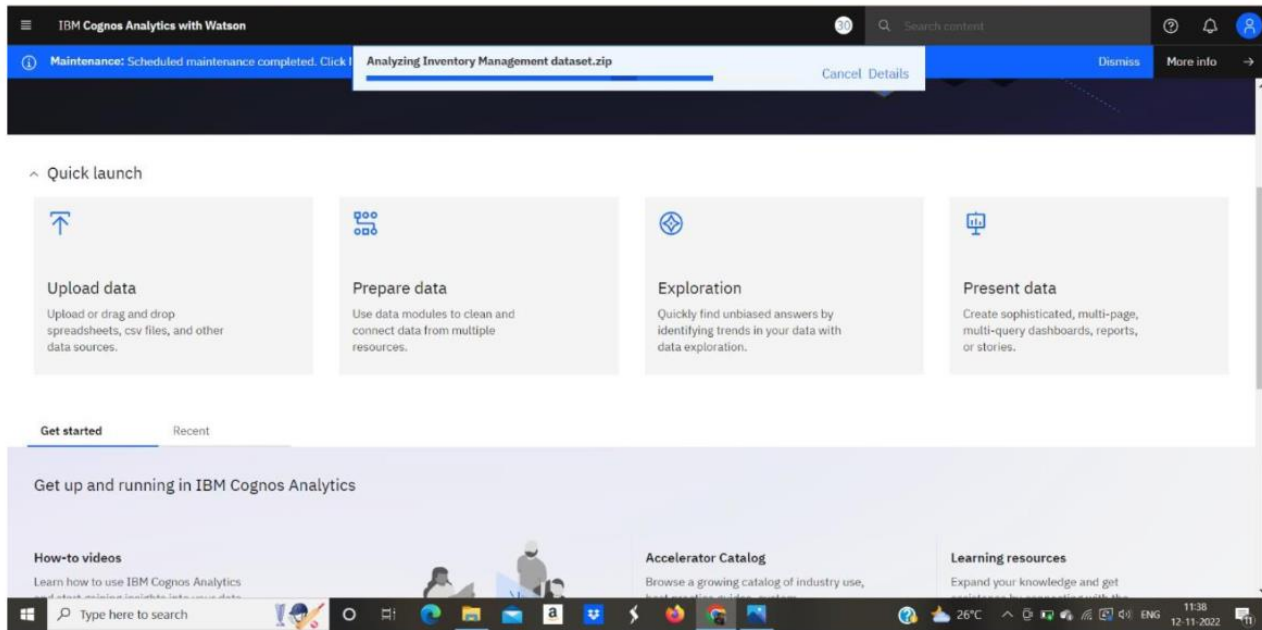 IBM Cognos Analytics with Watson
30
Search content
Maintenance: Scheduled maintenance completed. Click
Analyzing Inventory Management dataset.zip
Cancel Details
Dismiss
More info
Quick launch
Upload data
Upload or drag and drop
spreadsheets, csv files, and other
data sources.
Prepare data
Use data modules to clean and
connect data from multiple
resources.
Exploration
Quickly find unbiased answers by
identifying trends in your data with
data exploration.
Present data
Create sophisticated, multi-page,
multi-query dashboards, reports,
or stories.
Get started
Recent
Get up and running in IBM Cognos Analytics
How-to videos
Learn how to use IBM Cognos Analytics
Accelerator Catalog
Browse a growing catalog of industry use,
Learning resources
Expand your knowledge and get
Type here to search
a
26°C
ENG
11:38
12-11-2022